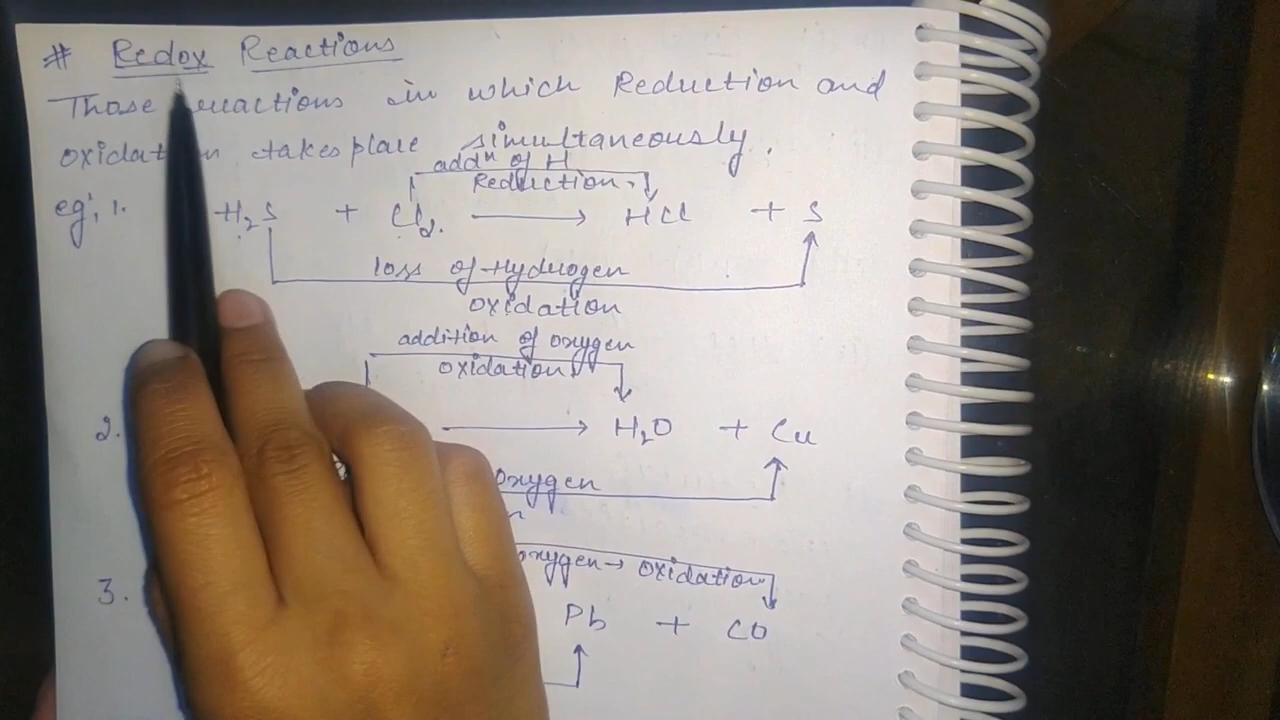 # Redox Reactions
Those reactions in which Reduction and
oxidation takes place simultaneously.
addⁿ of H
Reduction.
eg; 1. H₂S + Cl₂. ⟶ HCl + S
loss of Hydrogen
oxidation
addition of oxygen
oxidation
2. ⟶ H₂O + Cu
oxygen
oxygen → oxidation
3. Pb + CO